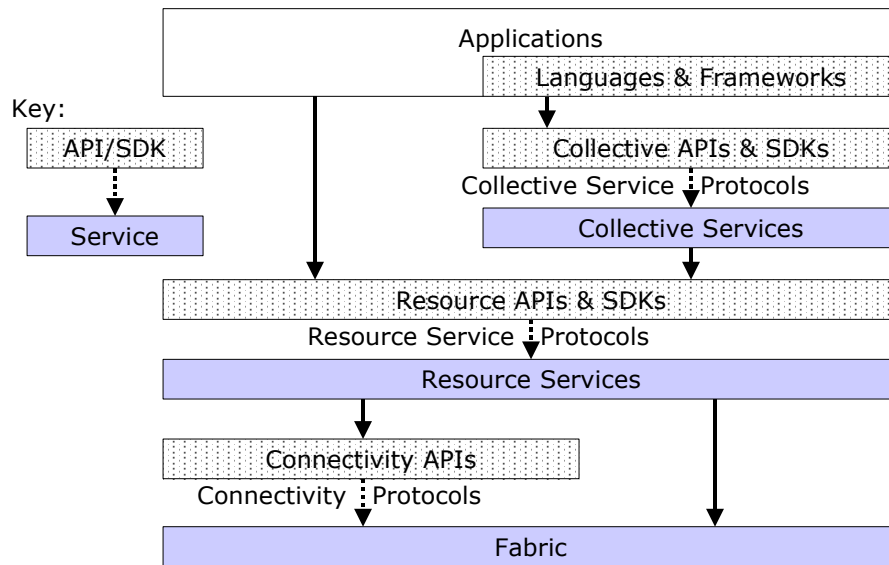 Applications
Languages & Frameworks
Key:
API/SDK
Collective APIs & SDKs
Collective Service Protocols
Service
Collective Services
Resource APIs & SDKs
Resource Service Protocols
Resource Services
Connectivity APIs
Connectivity Protocols
Fabric